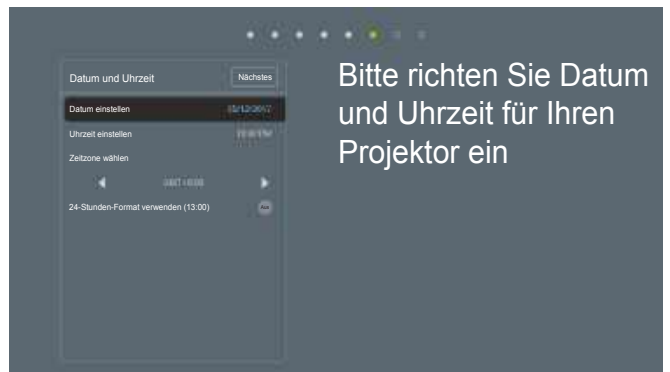 Datum und Uhrzeit
Nächstes
Datum einstellen
Uhrzeit einstellen
Zeitzone wählen
24-Stunden-Format verwenden (13:00)
Bitte richten Sie Datum
und Uhrzeit für Ihren
Projektor ein